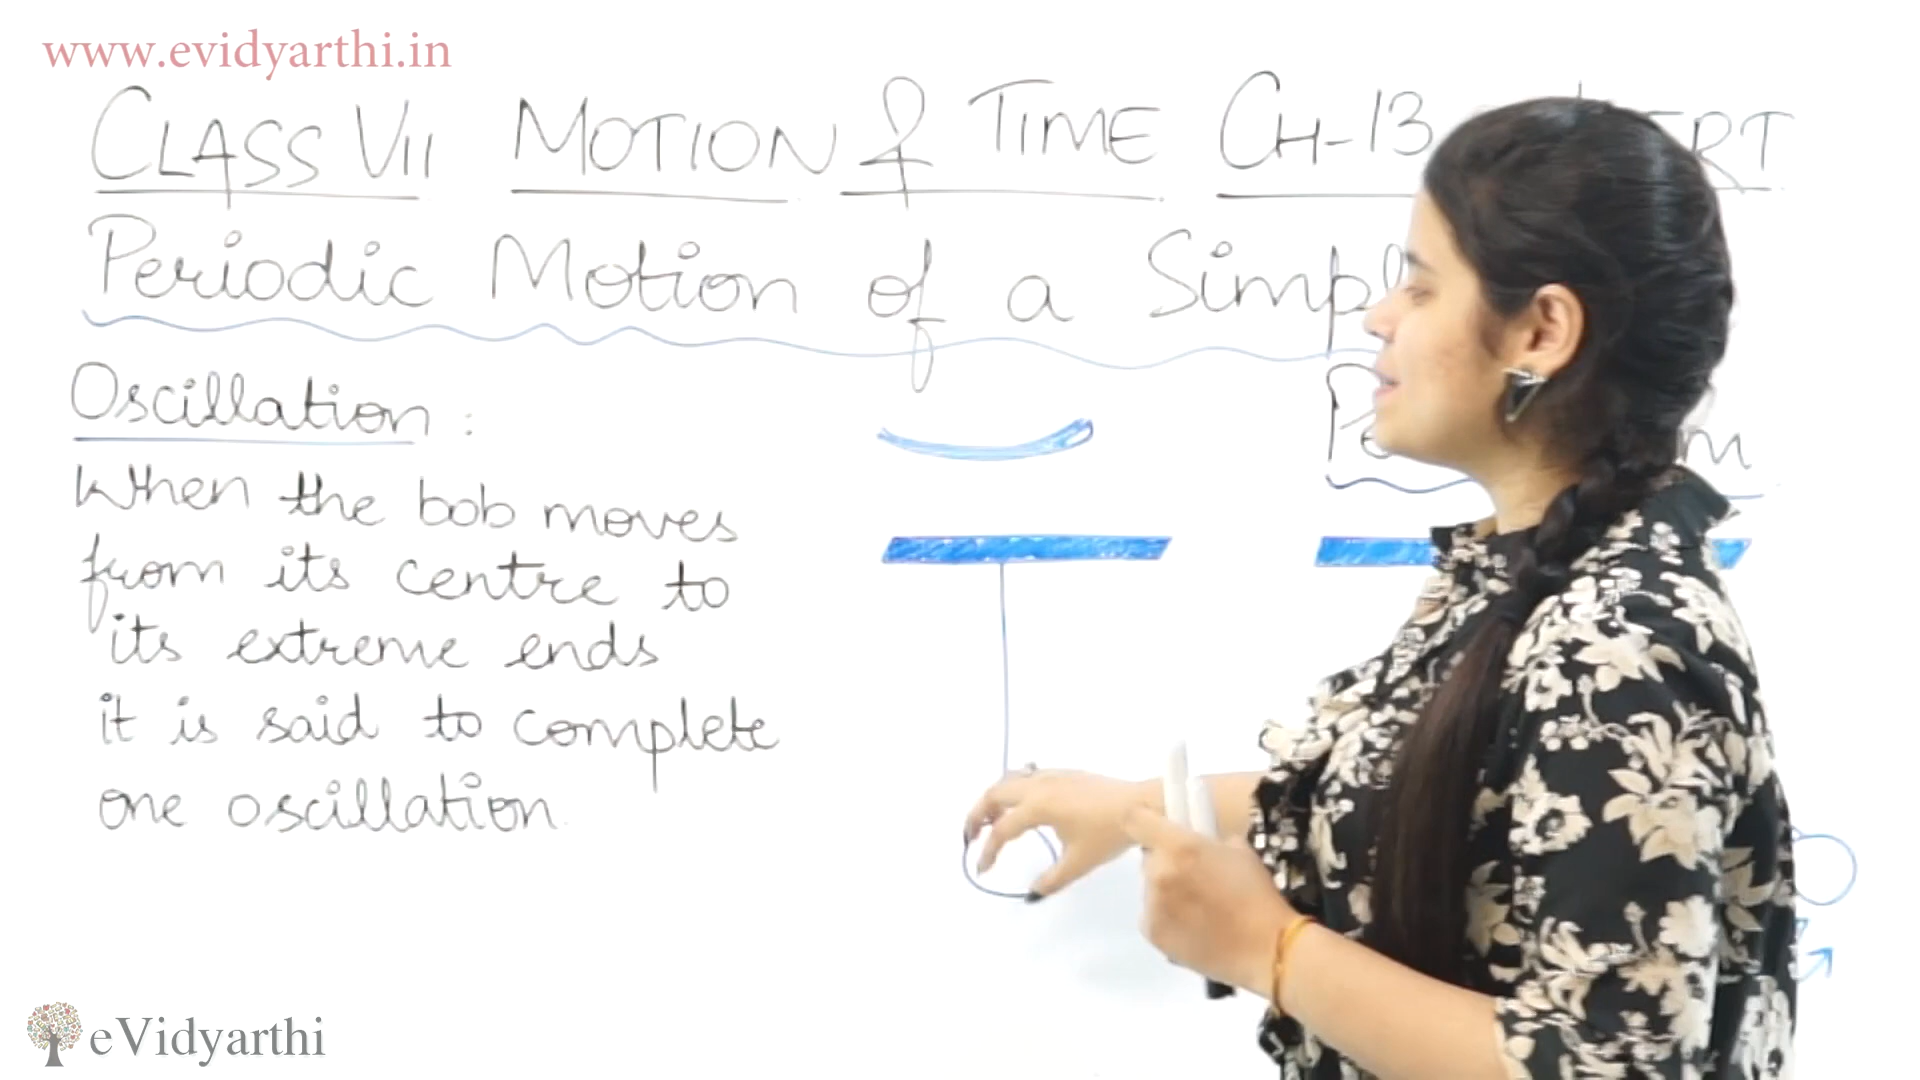 www.evidyarthi.in
CLASS VII MOTION & TIME CH-13
Periodic Motion of a
Oscillation :
When the bob moves
from its centre to
its extreme ends
it is said to complete
one oscillation.
eVidyarthi